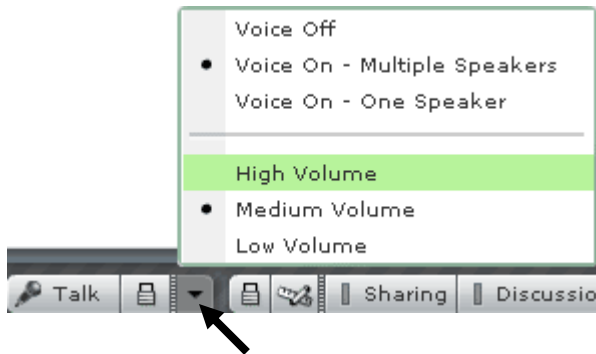 Voice Off
Voice On - Multiple Speakers
Voice On - One Speaker
High Volume
Medium Volume
Low Volume
Talk Sharing Discussio